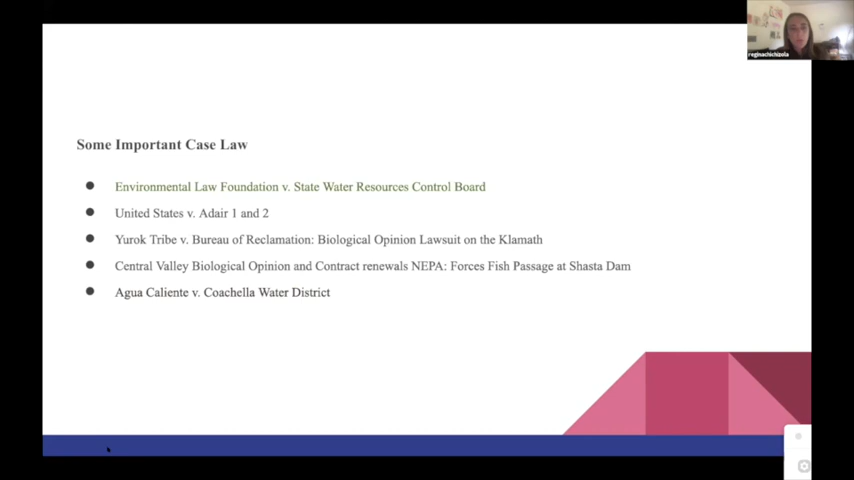 reginachichizola
Some Important Case Law
Environmental Law Foundation v. State Water Resources Control Board
United States v. Adair 1 and 2
Yurok Tribe v. Bureau of Reclamation: Biological Opinion Lawsuit on the Klamath
Central Valley Biological Opinion and Contract renewals NEPA: Forces Fish Passage at Shasta Dam
Agua Caliente v. Coachella Water District